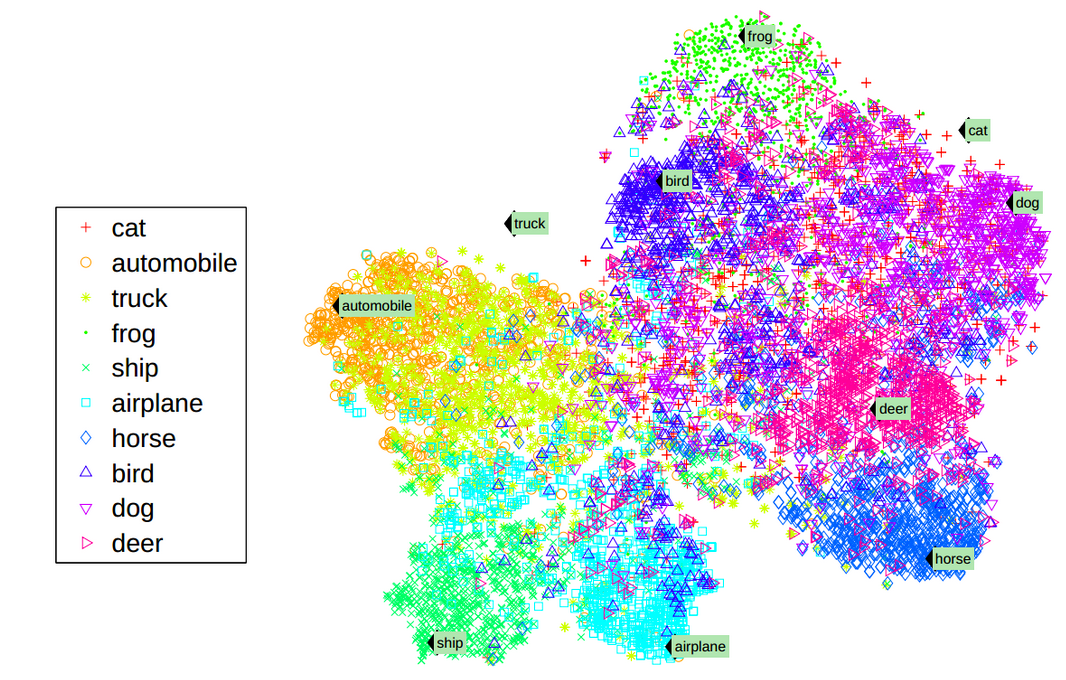 cat
automobile
truck
frog
ship
airplane
horse
bird
dog
deer
frog
cat
bird
dog
truck
automobile
deer
horse
ship
airplane